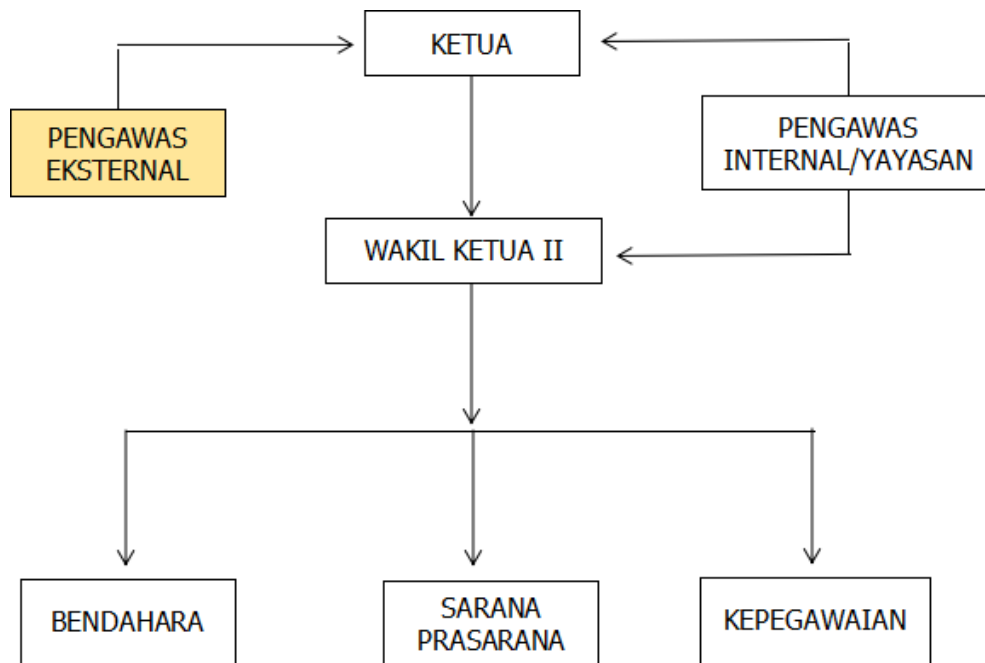 KETUA
PENGAWAS
EKSTERNAL
PENGAWAS
INTERNAL/YAYASAN
WAKIL KETUA II
BENDAHARA
SARANA
PRASARANA
KEPEGAWAIAN